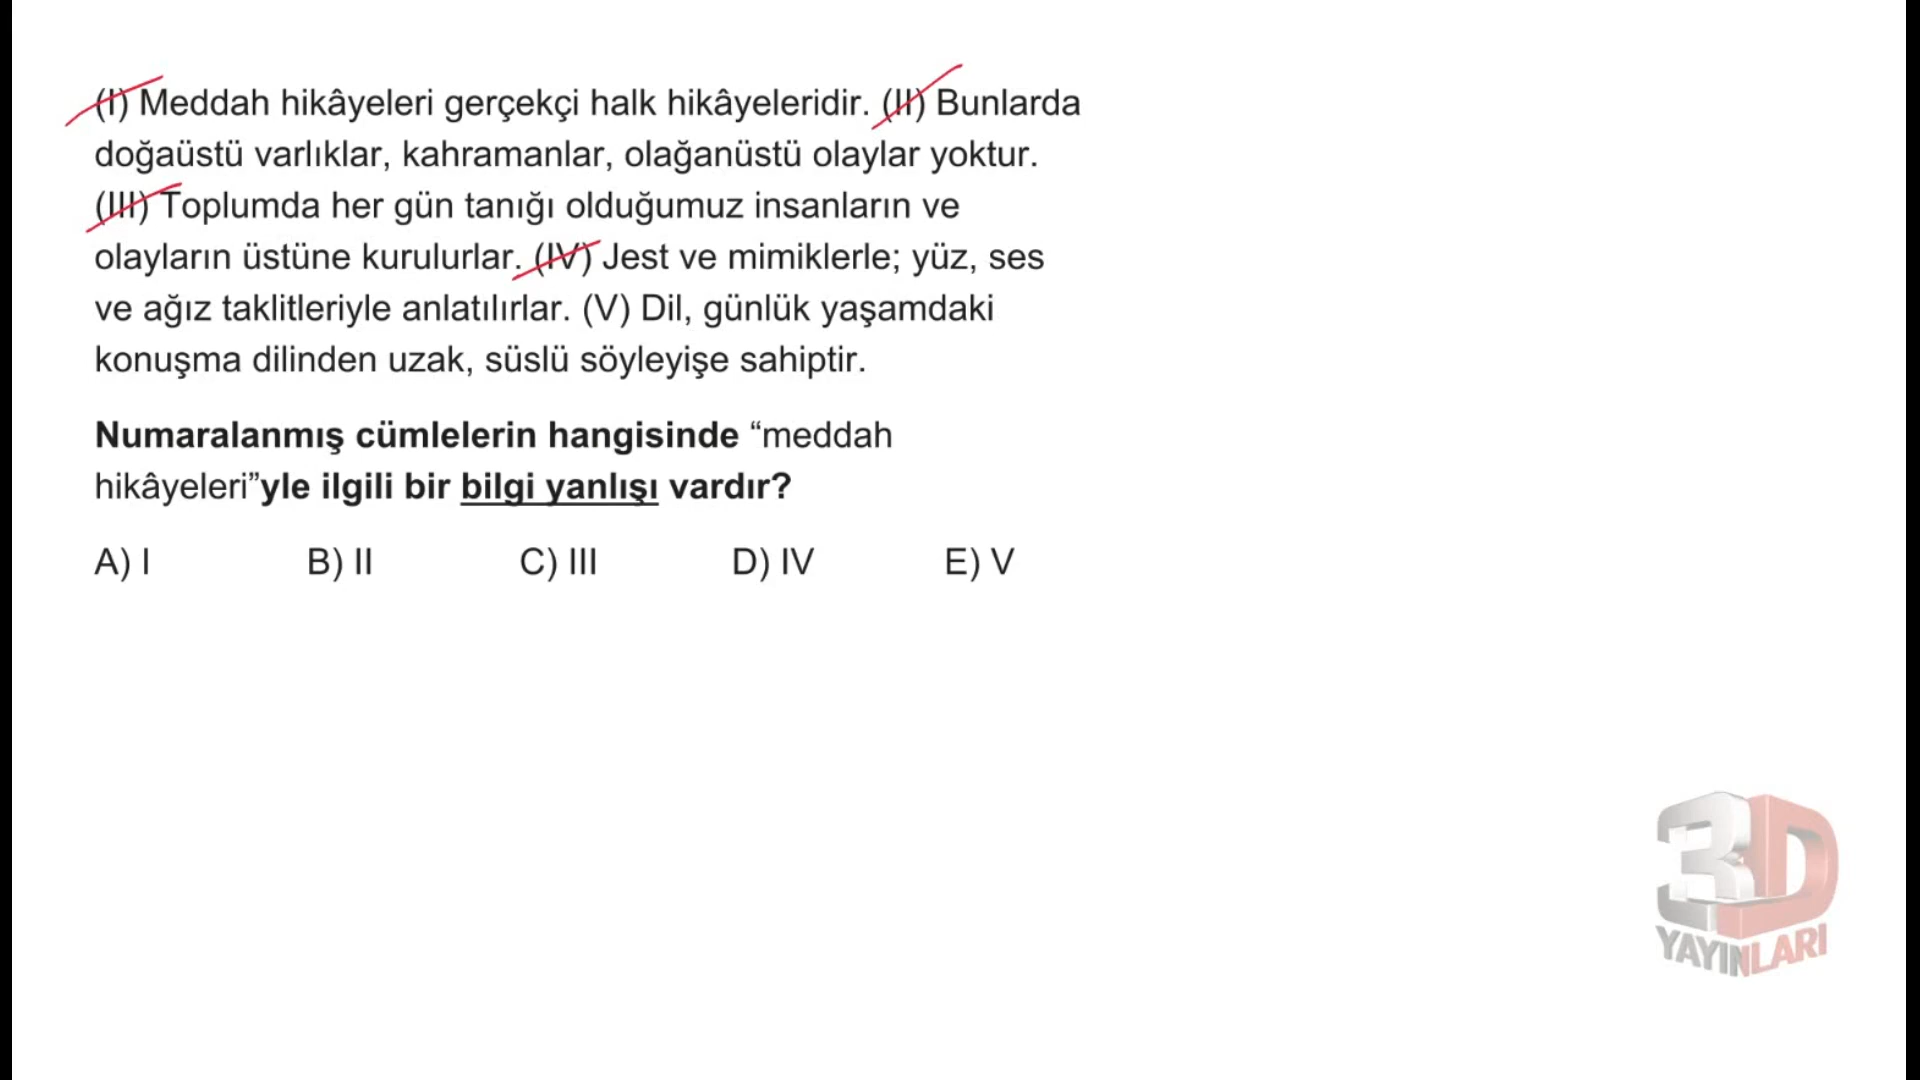 (I) Meddah hikâyeleri gerçekçi halk hikâyeleridir. (II) Bunlarda
doğaüstü varlıklar, kahramanlar, olağanüstü olaylar yoktur.
(III) Toplumda her gün tanığı olduğumuz insanların ve
olayların üstüne kurulurlar. (IV) Jest ve mimiklerle; yüz, ses
ve ağız taklitleriyle anlatılırlar. (V) Dil, günlük yaşamdaki
konuşma dilinden uzak, süslü söyleyişe sahiptir.
Numaralanmış cümlelerin hangisinde “meddah
hikâyeleri”yle ilgili bir bilgi yanlışı vardır?
A) I B) II C) III D) IV E) V
3D
YAYINLARI